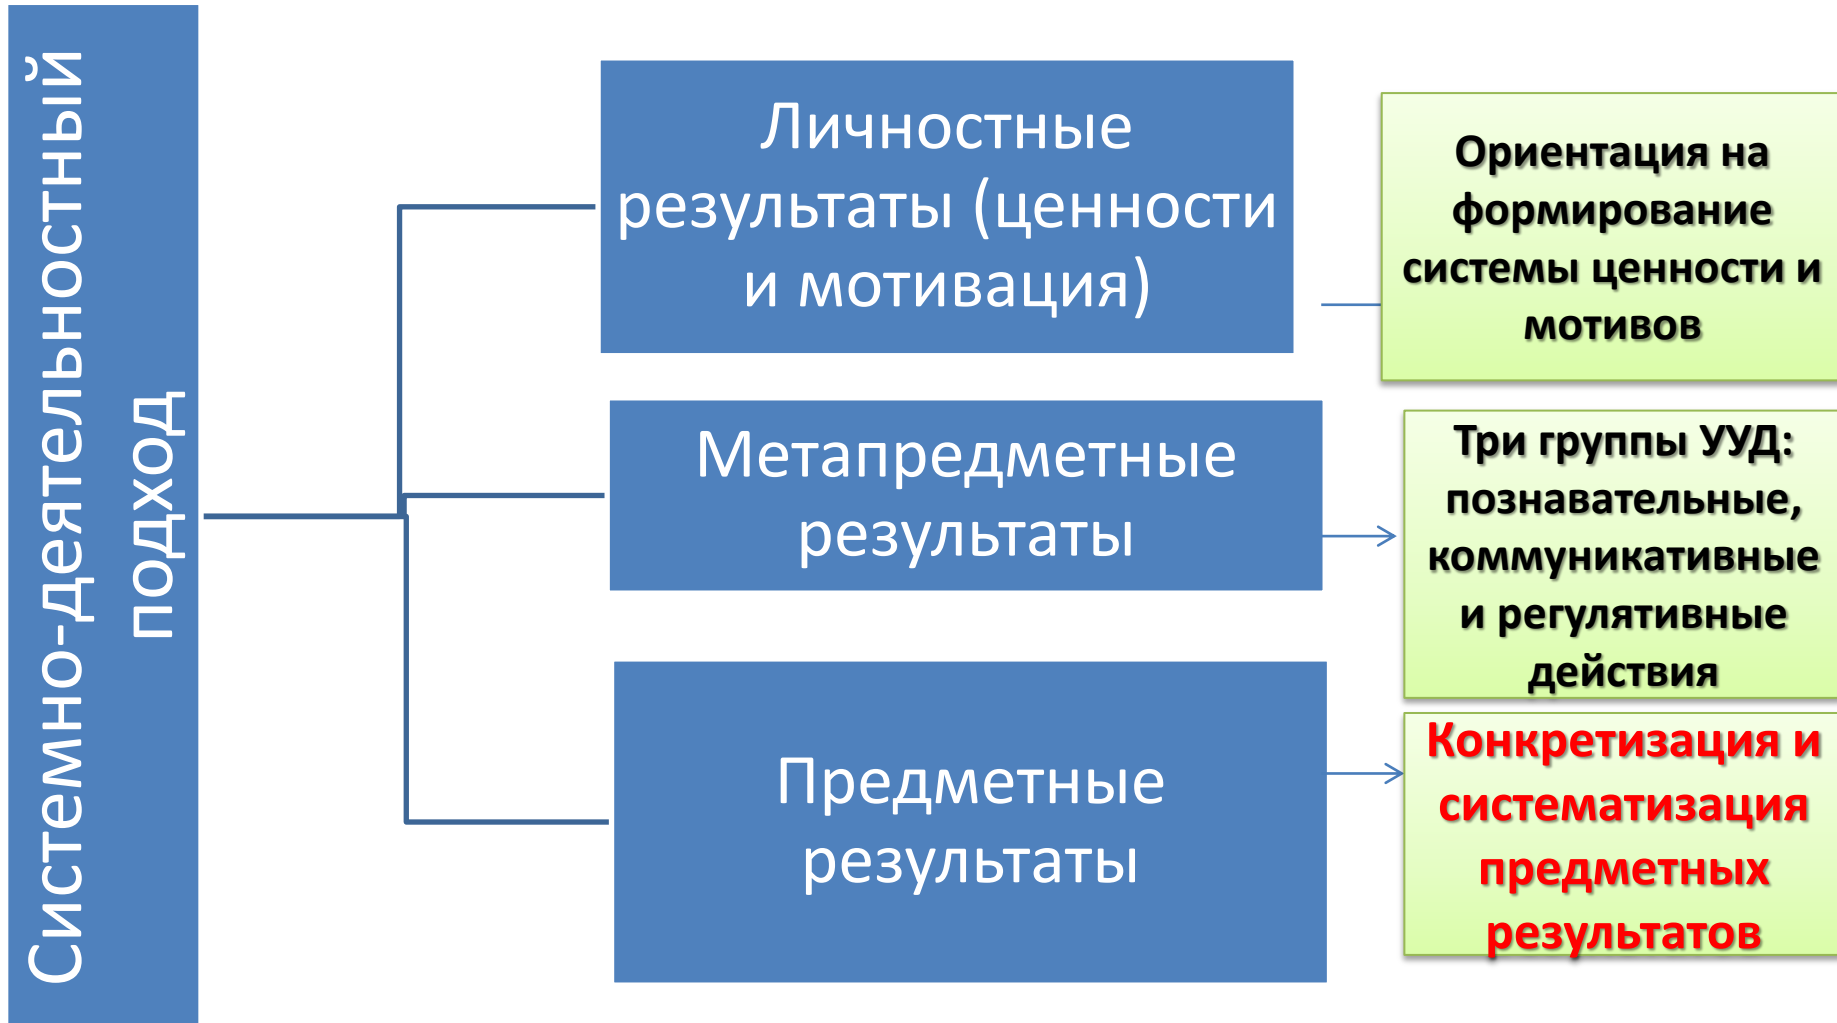 Системно-деятельностный
подход
Личностные
результаты (ценности
и мотивация)
Ориентация на
формирование
системы ценности и
мотивов
Метапредметные
результаты
Три группы УУД:
познавательные,
коммуникативные
и регулятивные
действия
Предметные
результаты
Конкретизация и
систематизация
предметных
результатов